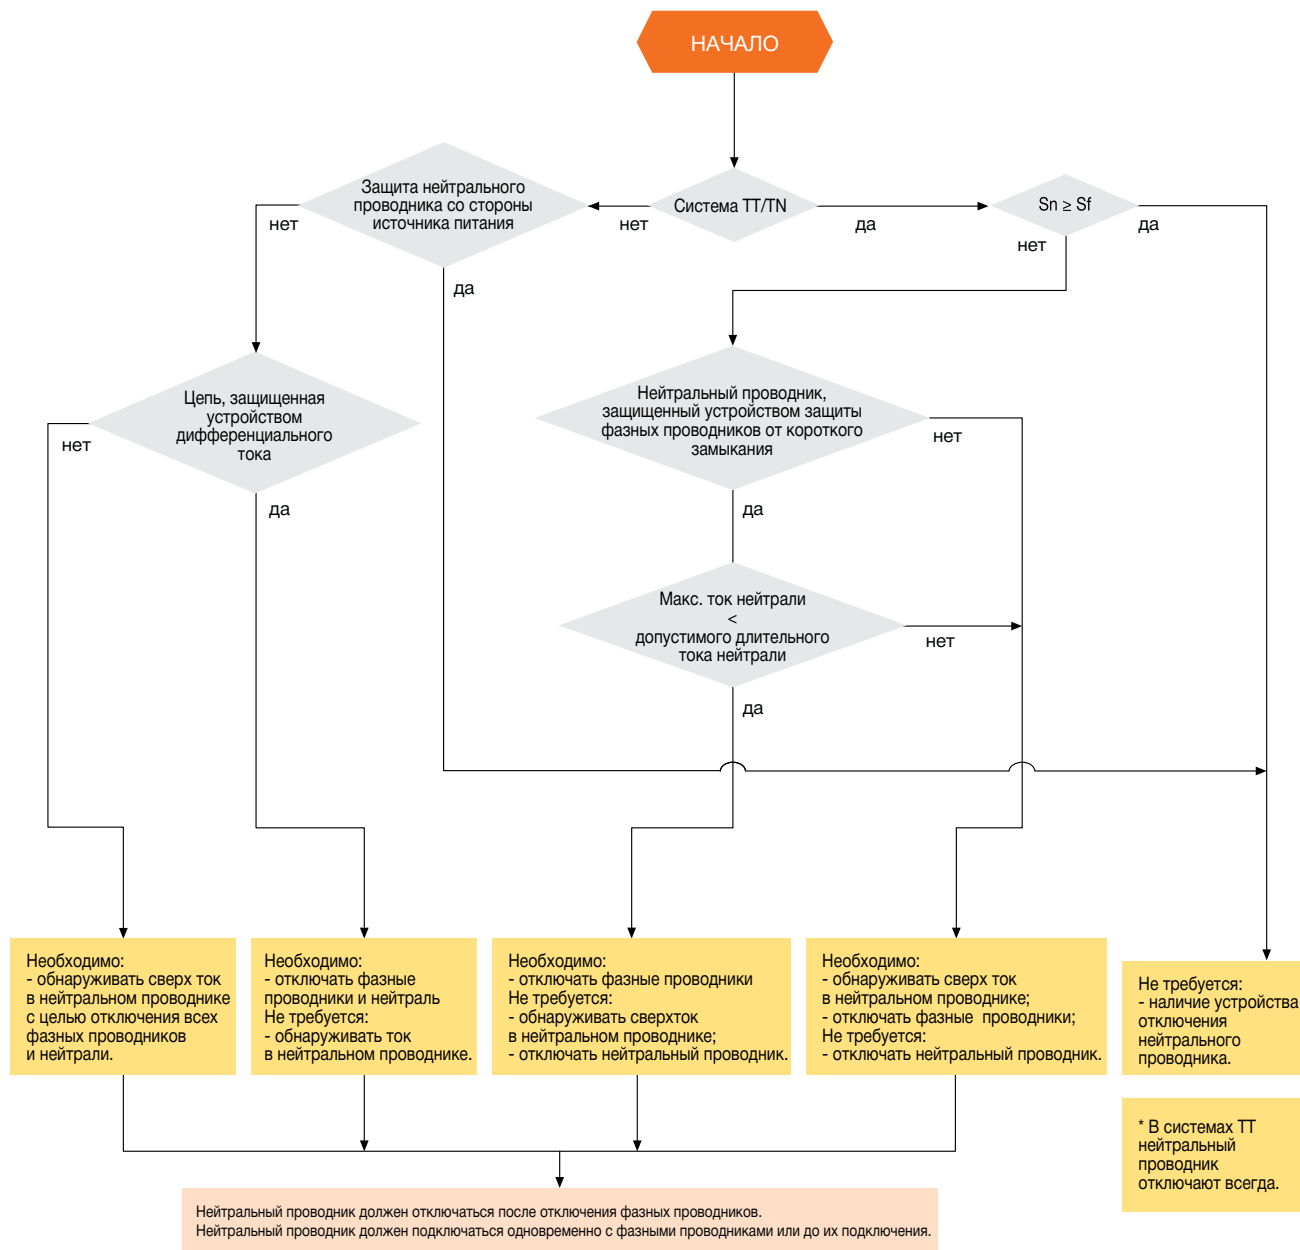 НАЧАЛО
Защита нейтрального
проводника со стороны
источника питания
Система TT/TN
Sn ≥ Sf
нет
нет
да
нет
да
да
Цепь, защищенная
устройством
дифференциального
тока
нет
да
Нейтральный проводник,
защищенный устройством защиты
фазных проводников от короткого
замыкания
нет
да
Макс. ток нейтрали
<
допустимого длительного
тока нейтрали
нет
да
Необходимо:
- обнаруживать сверх ток
в нейтральном проводнике
с целью отключения всех
фазных проводников
и нейтрали.
Необходимо:
- отключать фазные
проводники и нейтраль
Не требуется:
- обнаруживать ток
в нейтральном проводнике.
Необходимо:
- отключать фазные проводники
Не требуется:
- обнаруживать сверхток
в нейтральном проводнике;
- отключать нейтральный проводник.
Необходимо:
- обнаруживать сверх ток
в нейтральном проводнике;
- отключать фазные проводники;
Не требуется:
- отключать нейтральный проводник.
Не требуется:
- наличие устройства
отключения
нейтрального
проводника.
* В системах ТТ
нейтральный
проводник
отключают всегда.
Нейтральный проводник должен отключаться после отключения фазных проводников.
Нейтральный проводник должен подключаться одновременно с фазными проводниками или до их подключения.